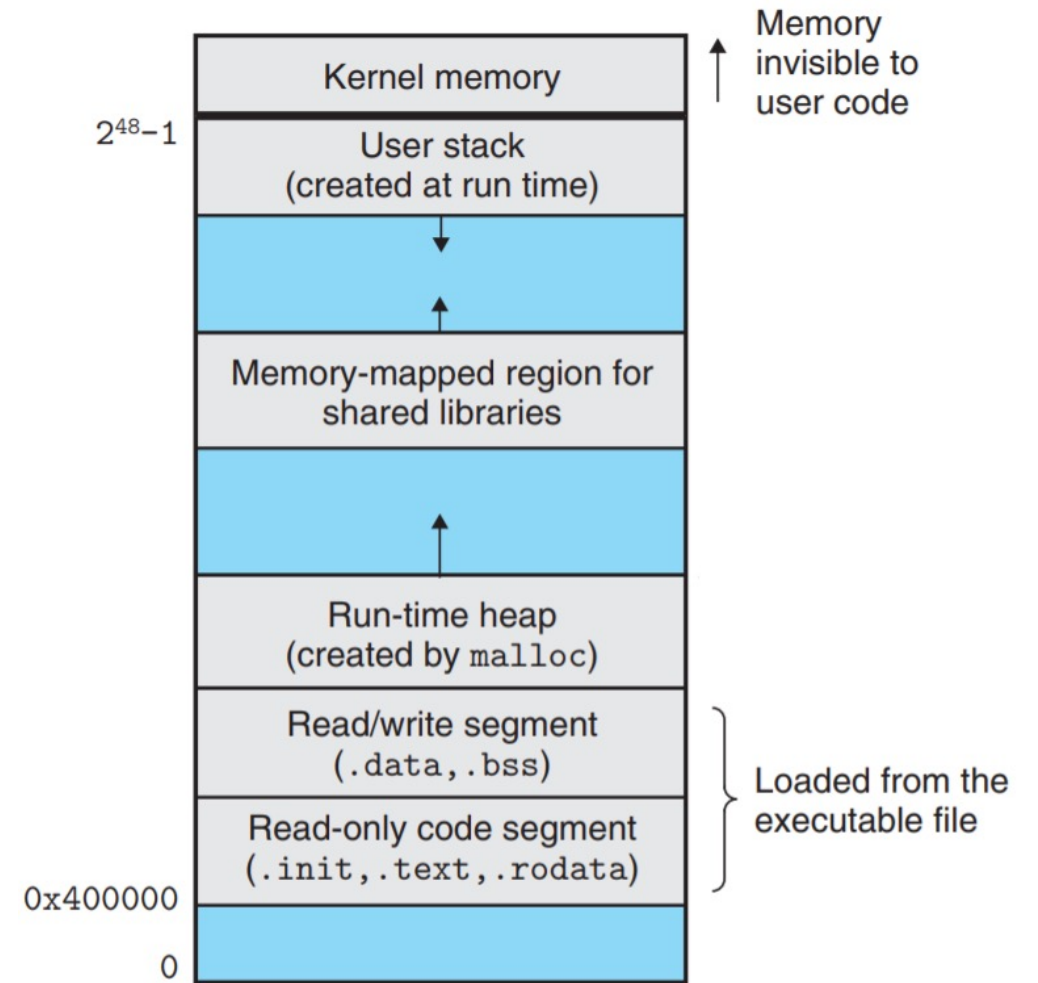 Memory
invisible to
user code
Kernel memory
2⁴⁸−1
User stack
(created at run time)
Memory-mapped region for
shared libraries
Run-time heap
(created by malloc)
Read/write segment
(.data,.bss)
Loaded from the
executable file
Read-only code segment
(.init,.text,.rodata)
0x400000
0